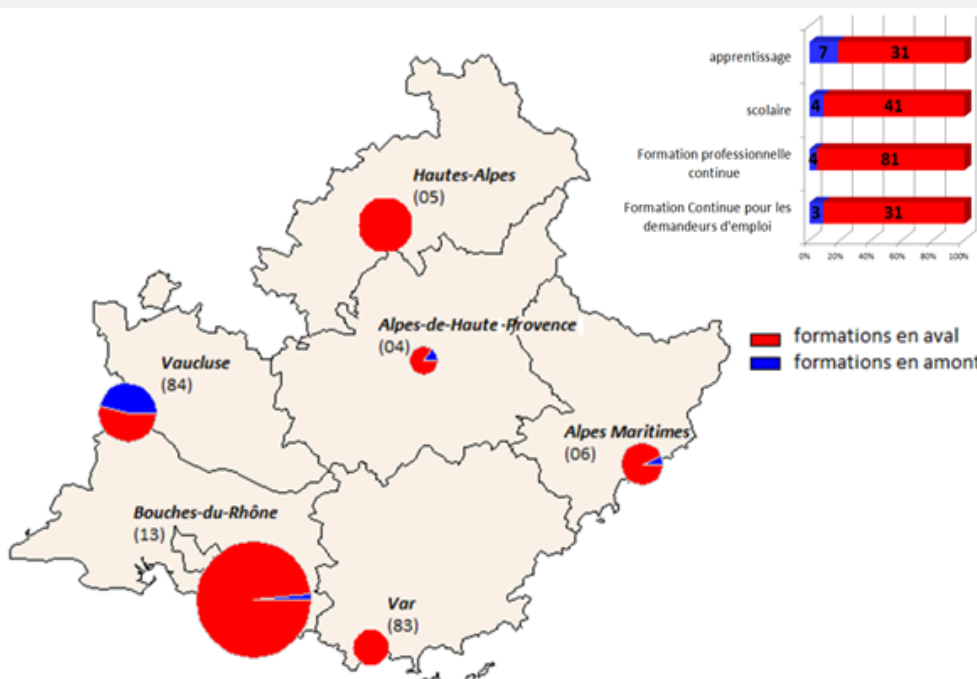 apprentissage
7 31
scolaire
4 41
Formation professionnelle
continue
4 81
Formation Continue pour les
demandeurs d'emploi
3 31
0% 20% 40% 60% 80% 100%
Hautes-Alpes
(05)
Alpes-de-Haute-Provence
(04)
Vaucluse
(84)
formations en aval
formations en amont
Alpes Maritimes
(06)
Bouches-du-Rhône
(13)
Var
(83)